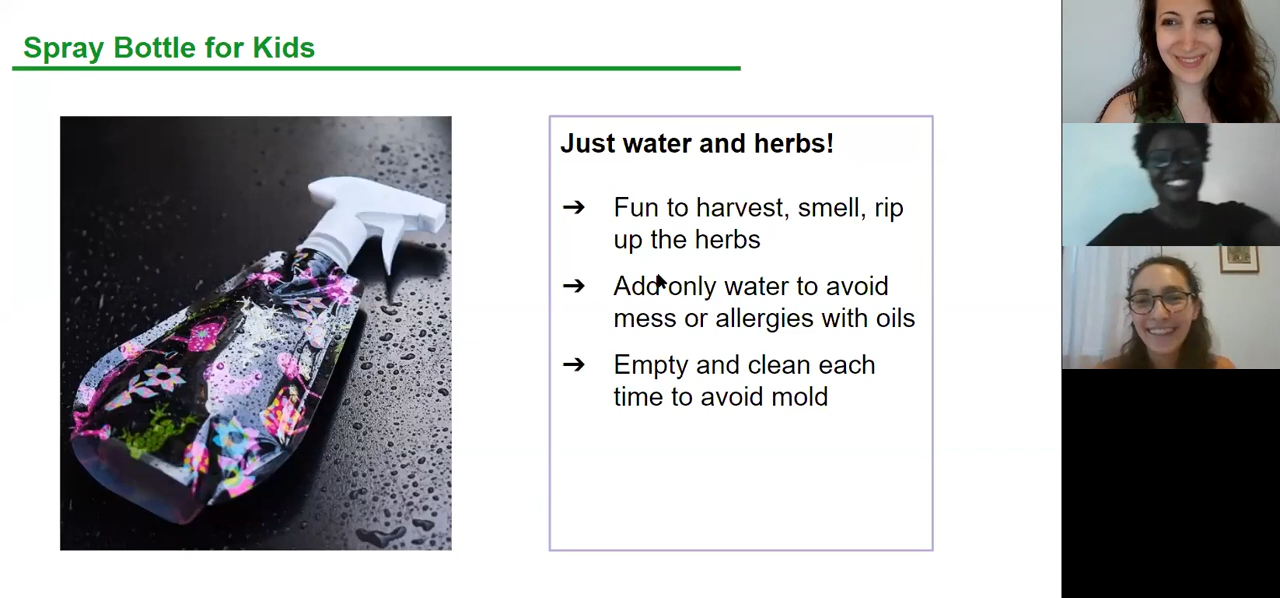 Spray Bottle for Kids
Just water and herbs!
➔ Fun to harvest, smell, rip
up the herbs
➔ Add only water to avoid
mess or allergies with oils
➔ Empty and clean each
time to avoid mold